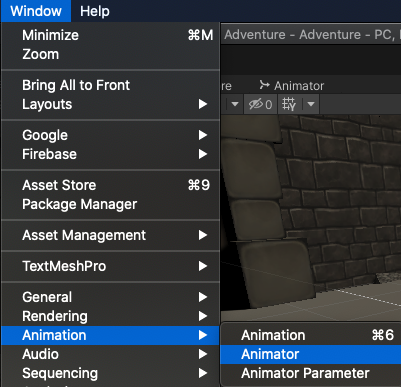 Window Help
Adventure - Adventure - PC,
Minimize ⌘M
Zoom
Bring All to Front
Layouts
Animator
0
Google
Firebase
Asset Store ⌘9
Package Manager
Asset Management
TextMeshPro
General
Rendering
Animation
Animation ⌘6
Audio
Animator
Sequencing
Animator Parameter